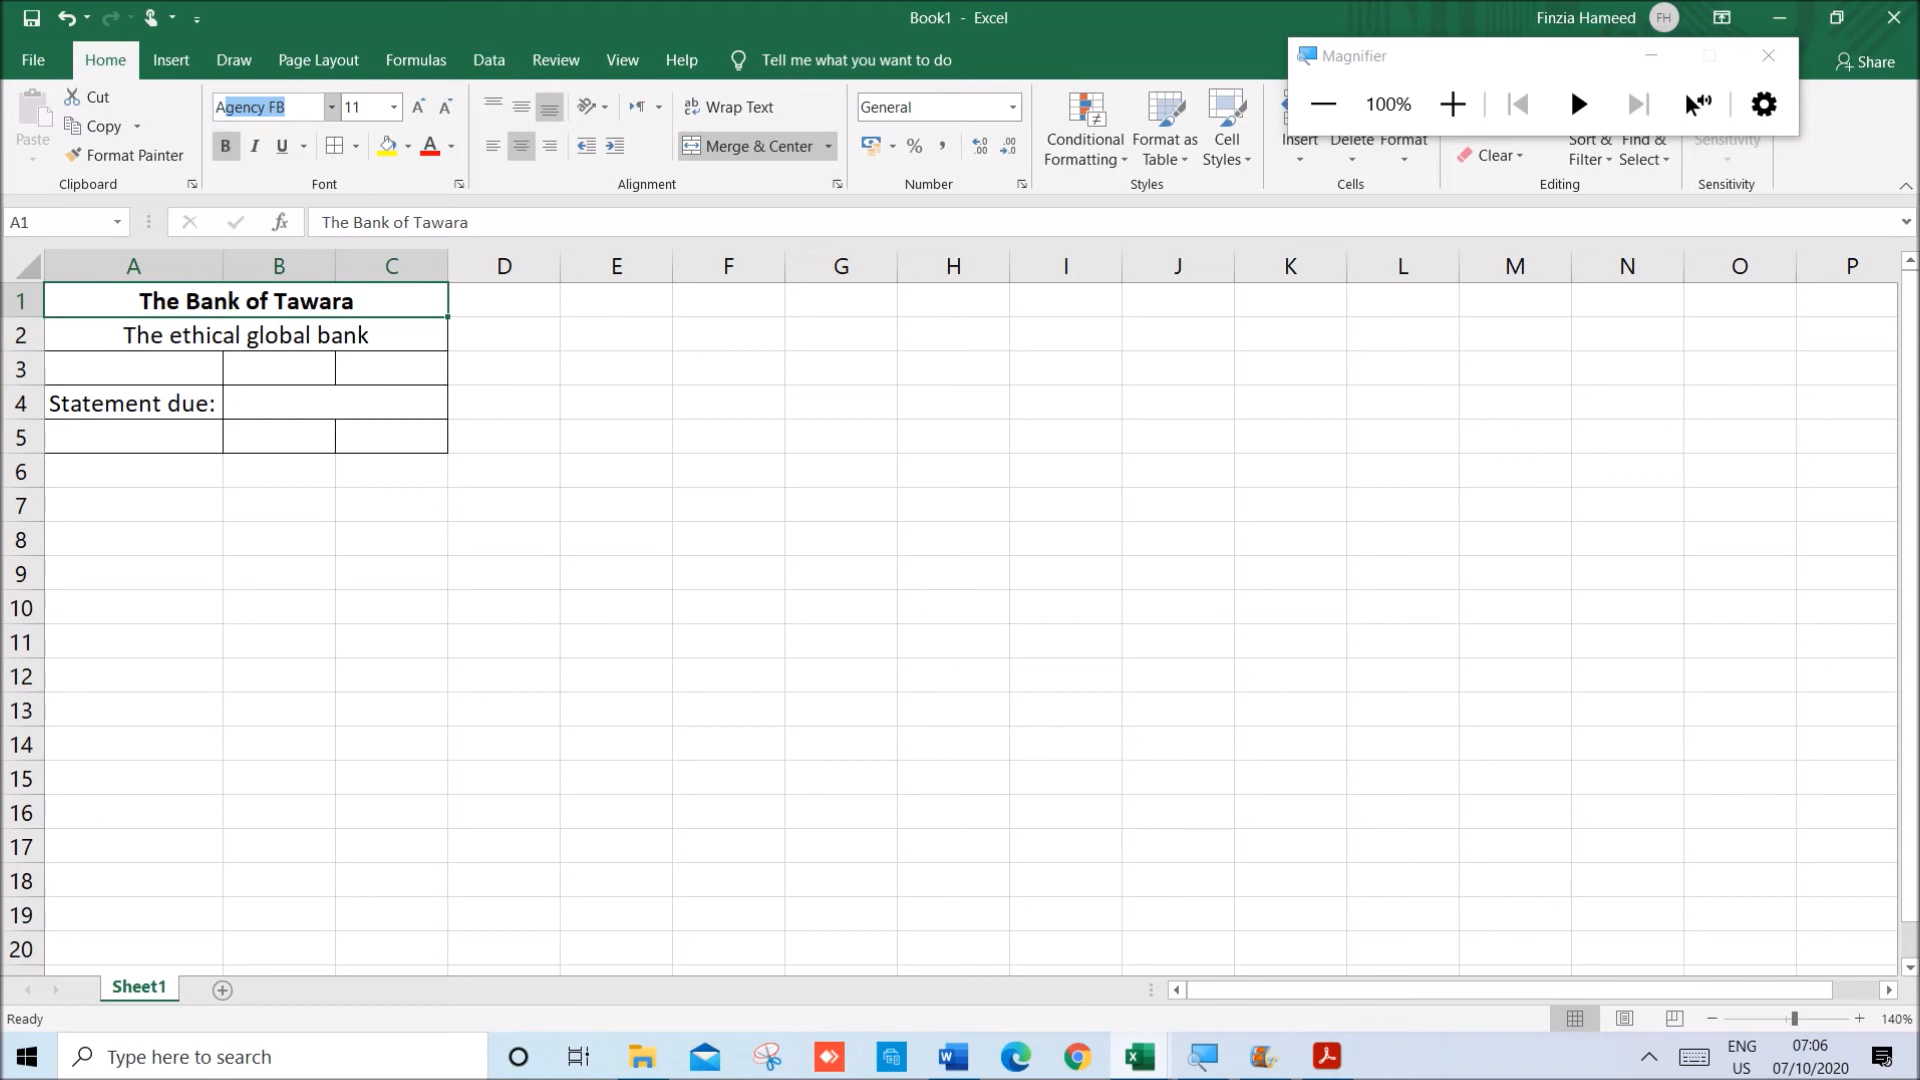 Book1 - Excel
Finzia Hameed
FH
File
Home
Insert
Draw
Page Layout
Formulas
Data
Review
View
Help
Tell me what you want to do
Share
Magnifier
100%
Paste
Cut
Copy
Format Painter
Clipboard
Agency FB
11
B I U
Font
Wrap Text
Merge & Center
Alignment
General
Number
Conditional
Formatting
Format as
Table
Cell
Styles
Styles
Insert
Delete
Format
Cells
Clear
Sort &
Filter
Find &
Select
Editing
Sensitivity
Sensitivity
A1
fx
The Bank of Tawara
A B C D E F G H I J K L M N O P
1 The Bank of Tawara
2 The ethical global bank
3
4 Statement due:
5
6
7
8
9
10
11
12
13
14
15
16
17
18
19
20
Sheet1
Ready
140%
Type here to search
ENG
US
07:06
07/10/2020